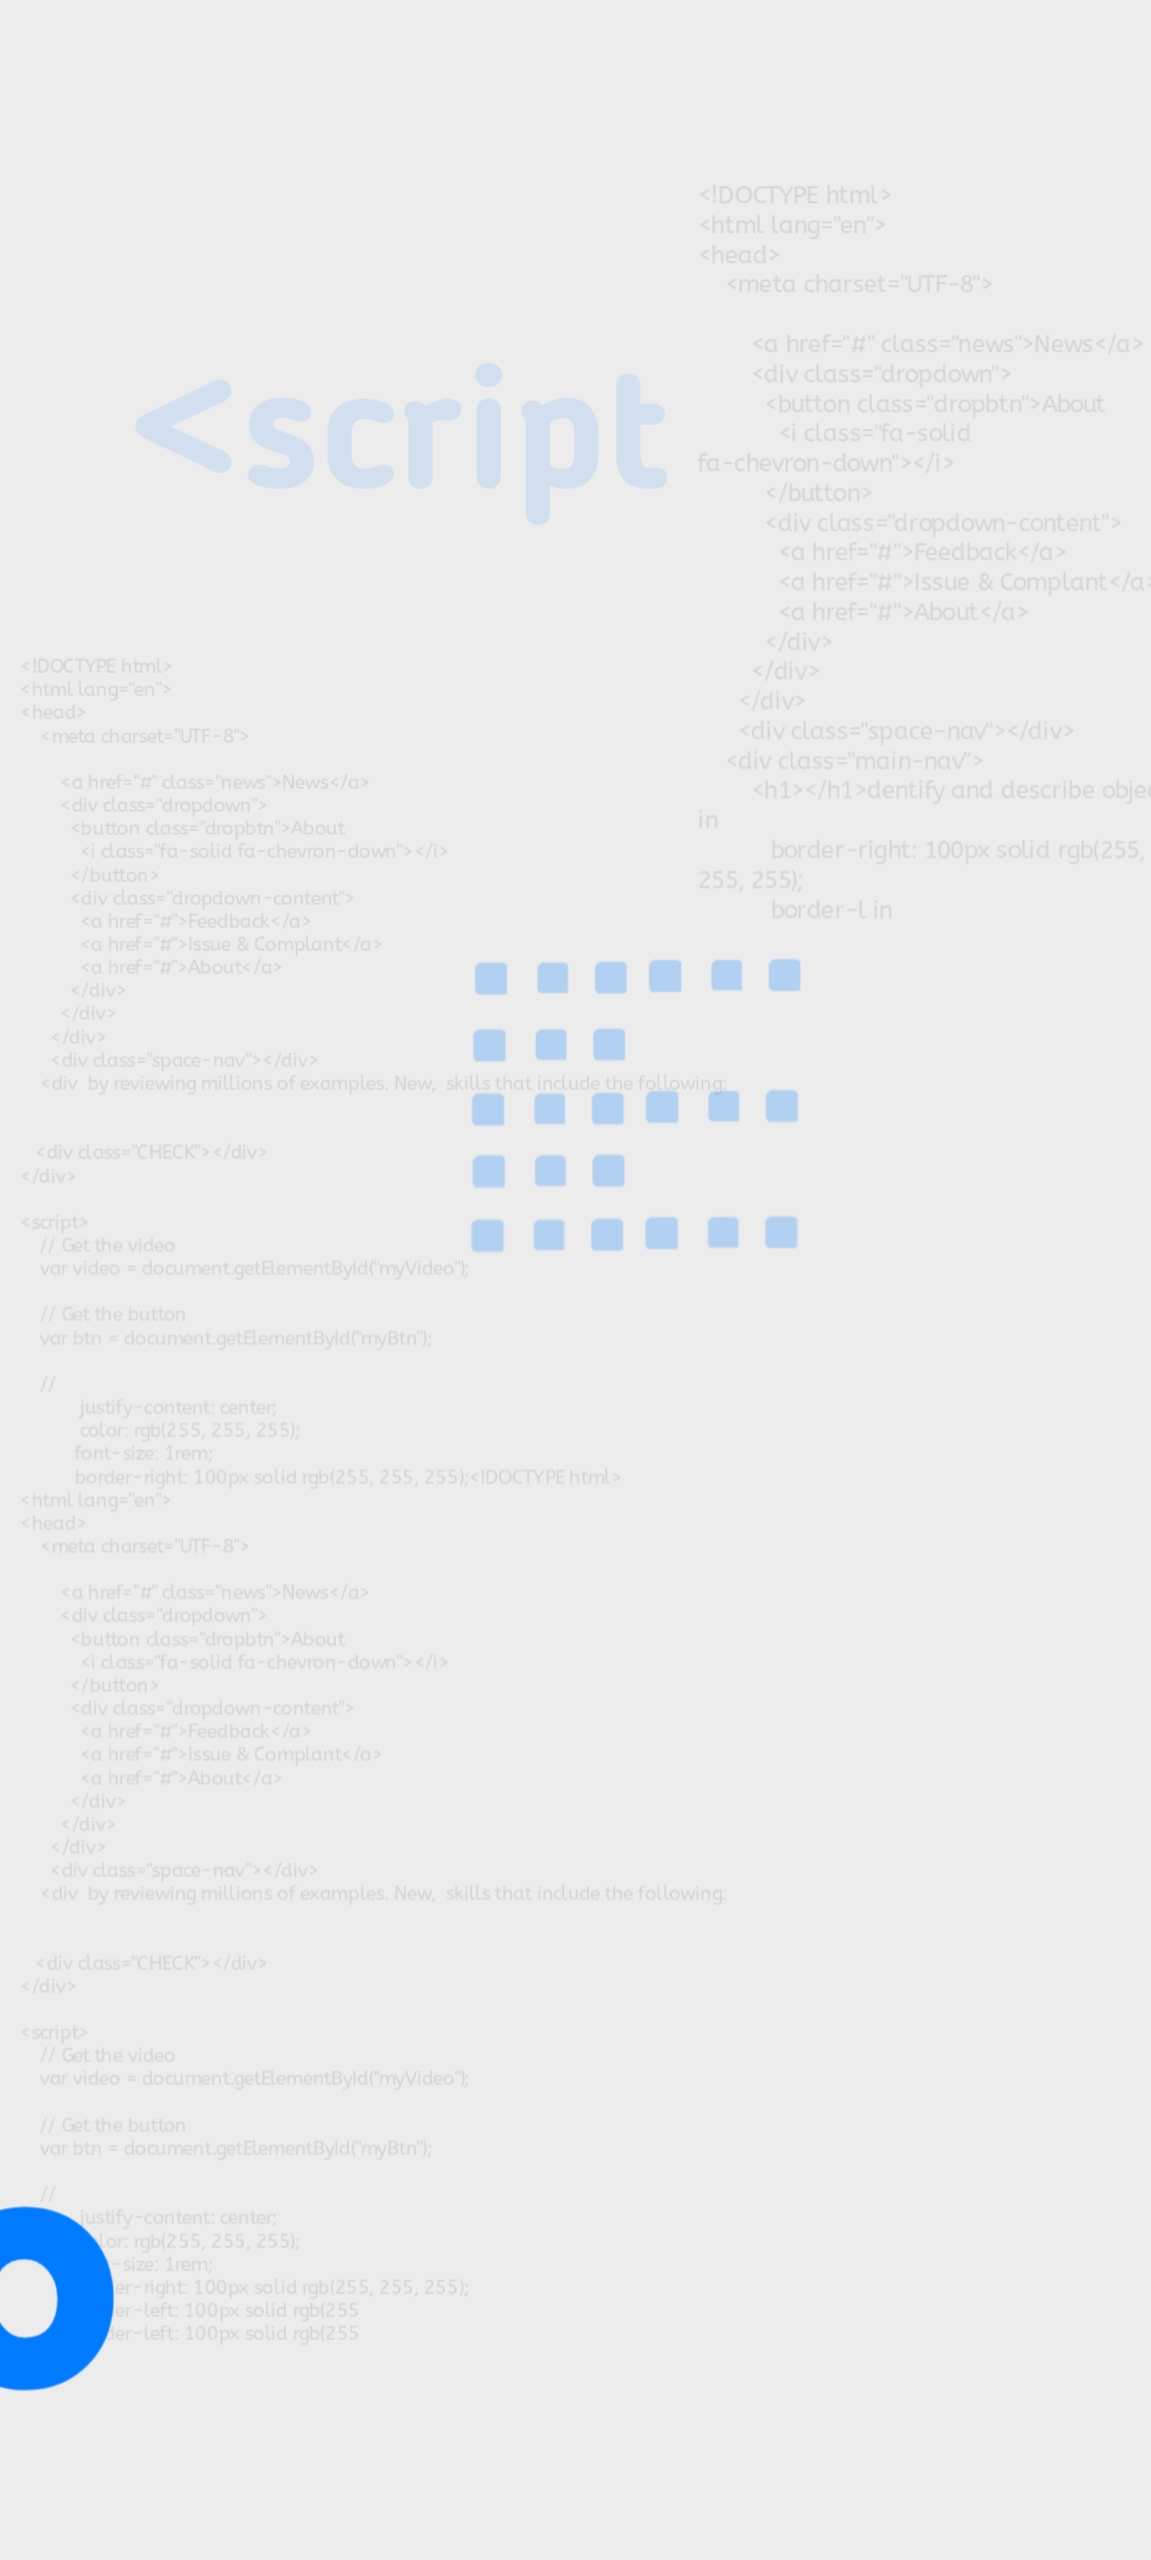 <script
<!DOCTYPE html>
<html lang="en">
<head>
<meta charset="UTF-8">
<a href="#" class="news">News</a>
<div class="dropdown">
<button class="dropbtn">About
<i class="fa-solid
fa-chevron-down"></i>
</button>
<div class="dropdown-content">
<a href="#">Feedback</a>
<a href="#">Issue & Complant</a>
<a href="#">About</a>
</div>
</div>
</div>
<div class="space-nav"></div>
<div class="main-nav">
<h1></h1>dentify and describe objec
in
border-right: 100px solid rgb(255,
255, 255);
border-l in
<!DOCTYPE html>
<html lang="en">
<head>
<meta charset="UTF-8">
<a href="#" class="news">News</a>
<div class="dropdown">
<button class="dropbtn">About
<i class="fa-solid fa-chevron-down"></i>
</button>
<div class="dropdown-content">
<a href="#">Feedback</a>
<a href="#">Issue & Complant</a>
<a href="#">About</a>
</div>
</div>
</div>
<div class="space-nav"></div>
<div  by reviewing millions of examples. New,  skills that include the following:
<div class="CHECK"></div>
</div>
<script>
// Get the video
var video = document.getElementById("myVideo");
// Get the button
var btn = document.getElementById("myBtn");
//
justify-content: center;
color: rgb(255, 255, 255);
font-size: 1rem;
border-right: 100px solid rgb(255, 255, 255);<!DOCTYPE html>
<html lang="en">
<head>
<meta charset="UTF-8">
<a href="#" class="news">News</a>
<div class="dropdown">
<button class="dropbtn">About
<i class="fa-solid fa-chevron-down"></i>
</button>
<div class="dropdown-content">
<a href="#">Feedback</a>
<a href="#">Issue & Complant</a>
<a href="#">About</a>
</div>
</div>
</div>
<div class="space-nav"></div>
<div  by reviewing millions of examples. New,  skills that include the following:
<div class="CHECK"></div>
</div>
<script>
// Get the video
var video = document.getElementById("myVideo");
// Get the button
var btn = document.getElementById("myBtn");
//
justify-content: center;
lor: rgb(255, 255, 255);
-size: 1rem;
er-right: 100px solid rgb(255, 255, 255);
er-left: 100px solid rgb(255
der-left: 100px solid rgb(255
o